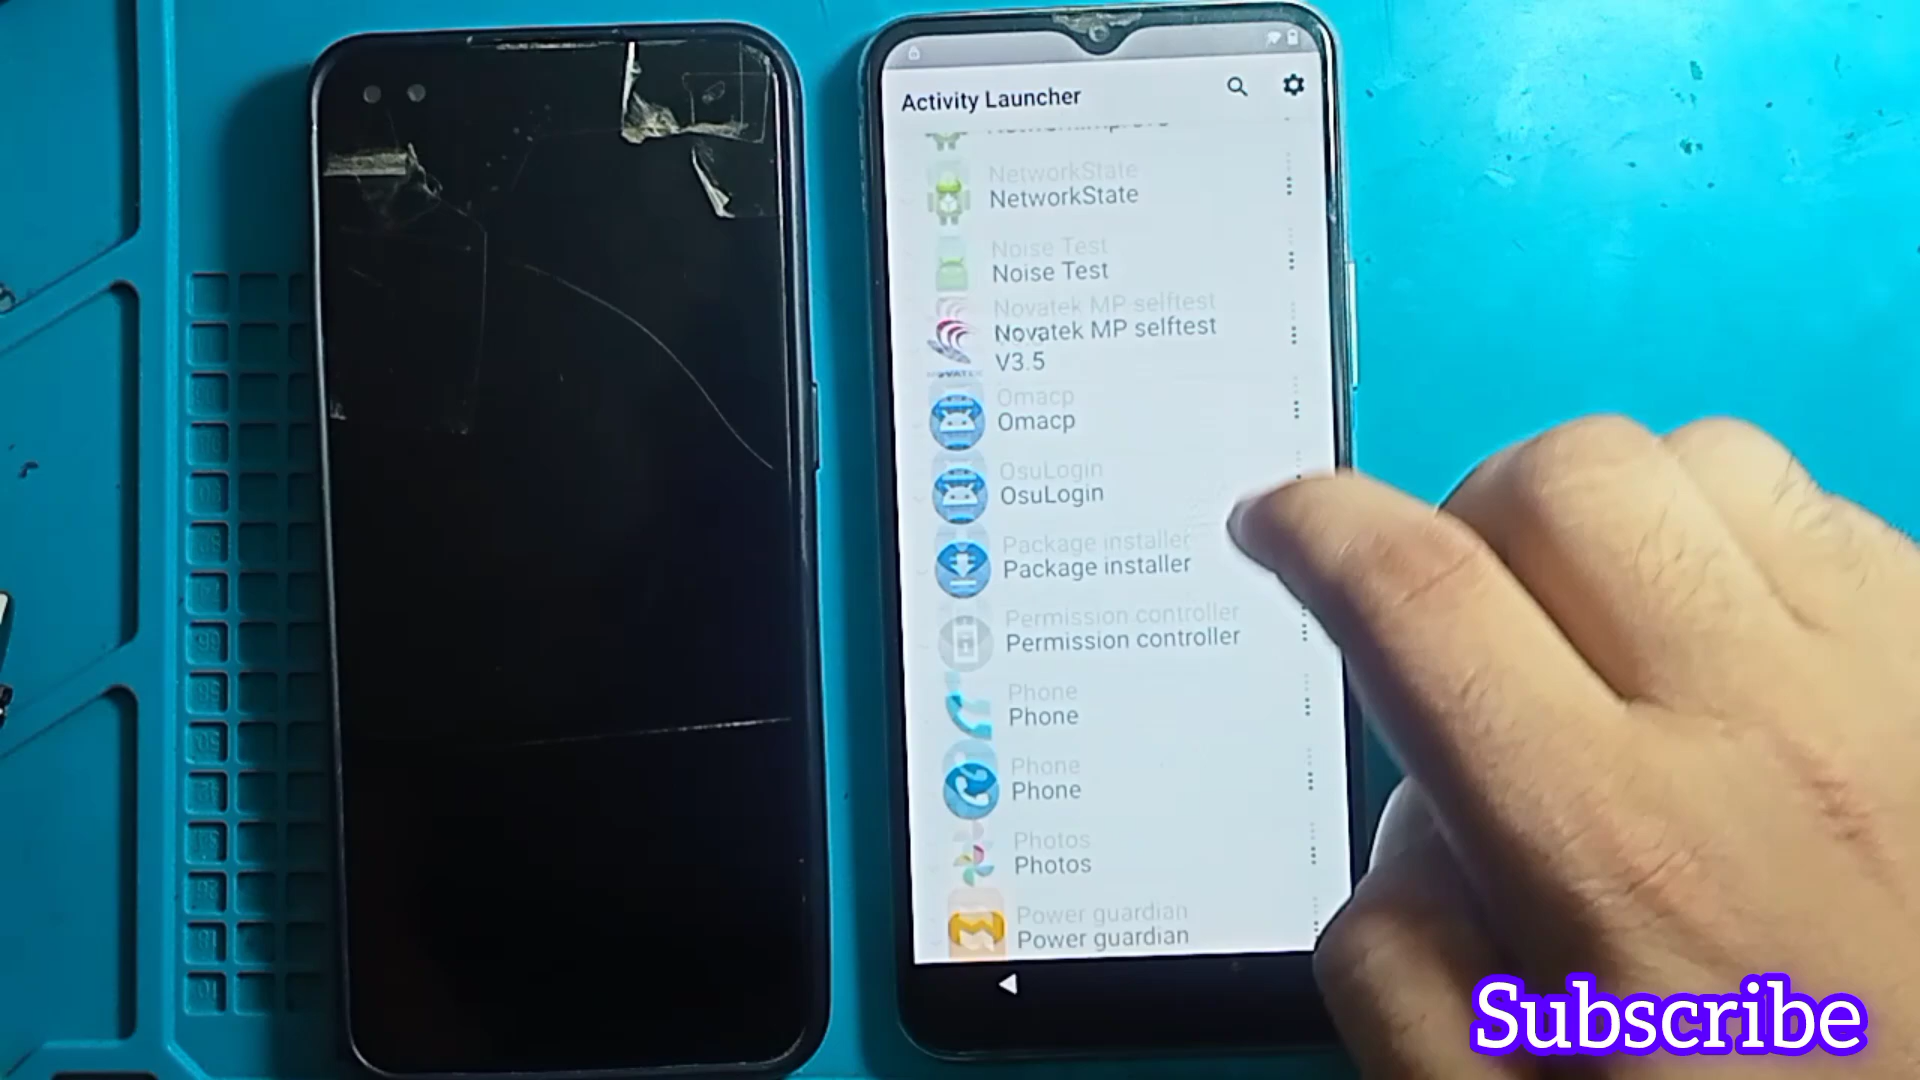 Activity Launcher
NetworkState
NetworkState
Noise Test
Noise Test
Novatek MP selftest
Novatek MP selftest
V3.5
Omacp
Omacp
OsuLogin
OsuLogin
Package installer
Package installer
Permission controller
Permission controller
Phone
Phone
Phone
Phone
Photos
Photos
Power guardian
Power guardian
Subscribe